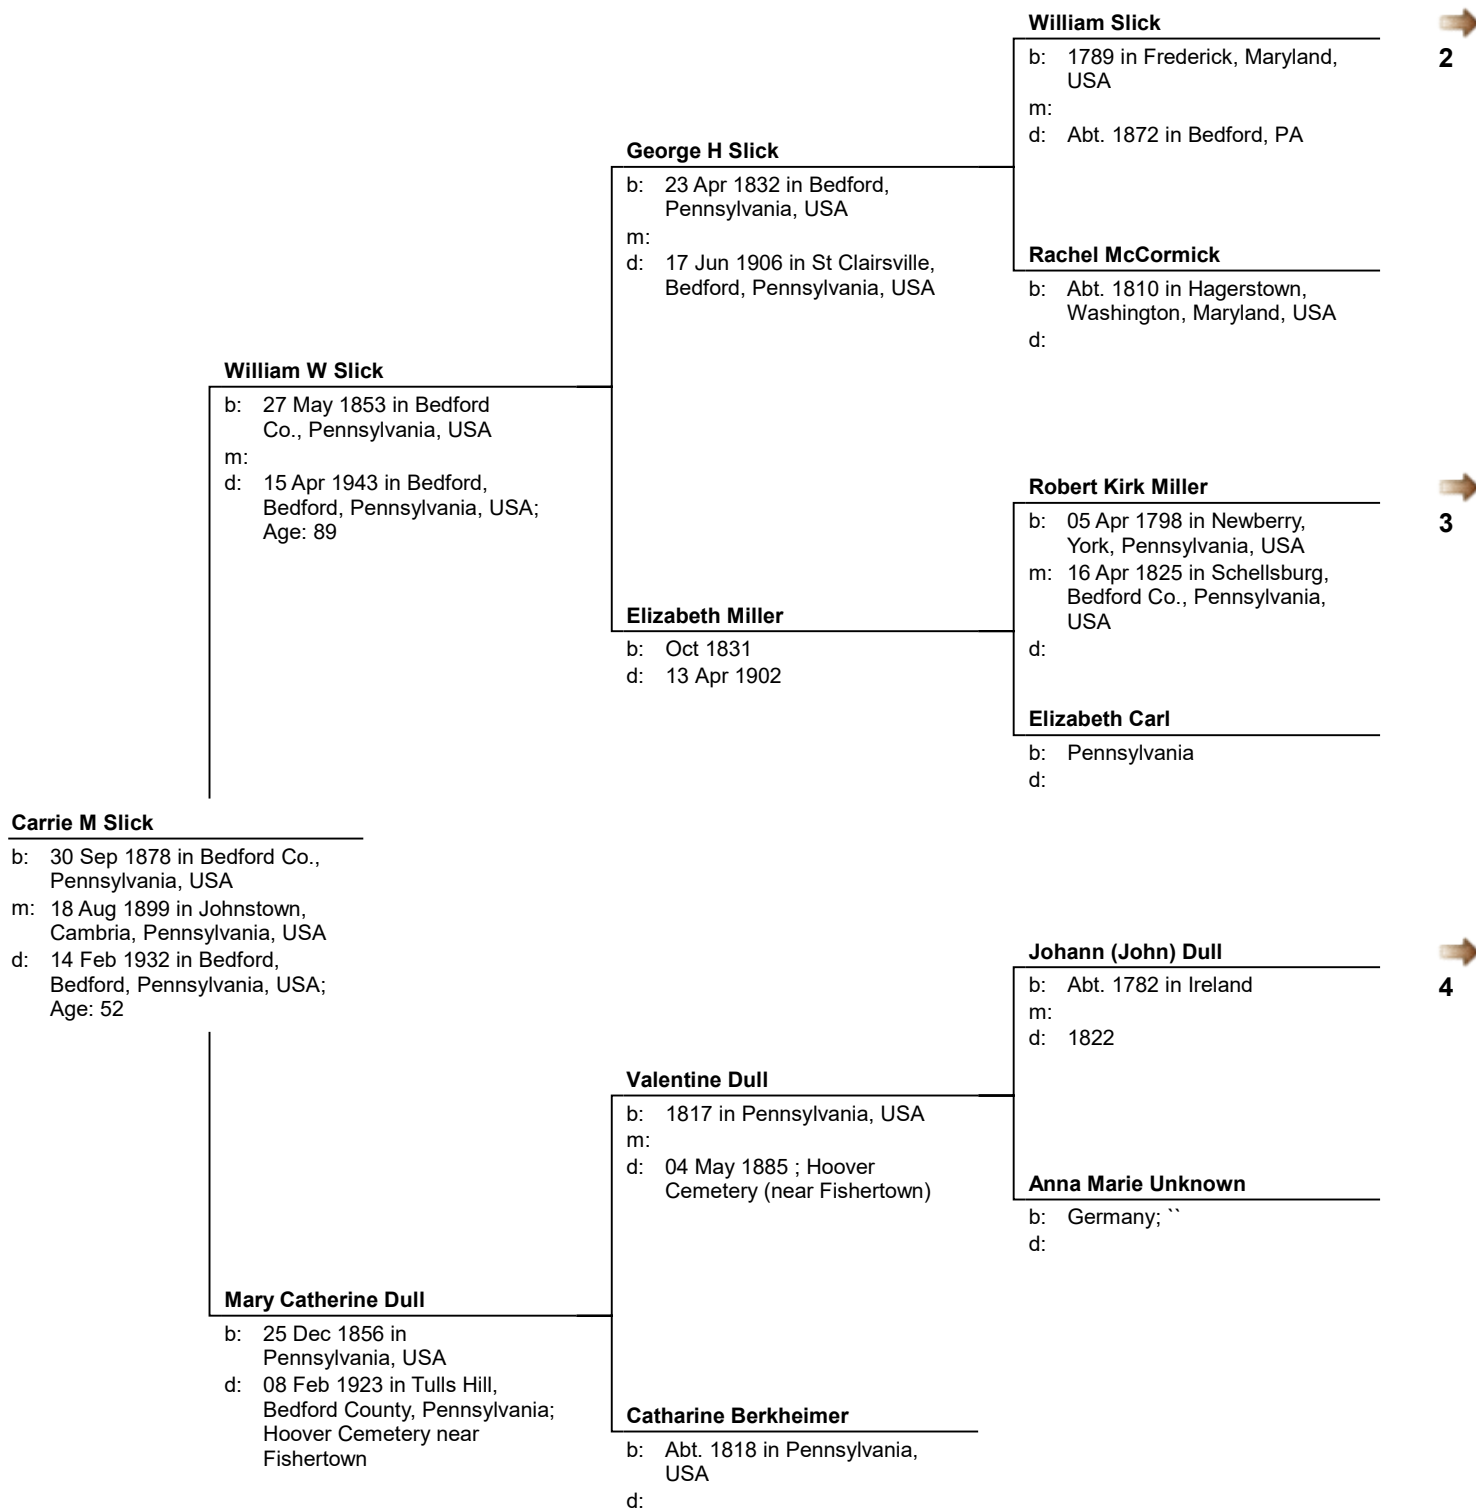 William Slick
b: 1789 in Frederick, Maryland,
USA
m:
d: Abt. 1872 in Bedford, PA
2
George H Slick
b: 23 Apr 1832 in Bedford,
Pennsylvania, USA
m:
d: 17 Jun 1906 in St Clairsville,
Bedford, Pennsylvania, USA
Rachel McCormick
b: Abt. 1810 in Hagerstown,
Washington, Maryland, USA
d:
William W Slick
b: 27 May 1853 in Bedford
Co., Pennsylvania, USA
m:
d: 15 Apr 1943 in Bedford,
Bedford, Pennsylvania, USA;
Age: 89
Robert Kirk Miller
b: 05 Apr 1798 in Newberry,
York, Pennsylvania, USA
m: 16 Apr 1825 in Schellsburg,
Bedford Co., Pennsylvania,
USA
d:
3
Elizabeth Miller
b: Oct 1831
d: 13 Apr 1902
Elizabeth Carl
b: Pennsylvania
d:
Carrie M Slick
b: 30 Sep 1878 in Bedford Co.,
Pennsylvania, USA
m: 18 Aug 1899 in Johnstown,
Cambria, Pennsylvania, USA
d: 14 Feb 1932 in Bedford,
Bedford, Pennsylvania, USA;
Age: 52
Johann (John) Dull
b: Abt. 1782 in Ireland
m:
d: 1822
4
Valentine Dull
b: 1817 in Pennsylvania, USA
m:
d: 04 May 1885 ; Hoover
Cemetery (near Fishertown)
Anna Marie Unknown
b: Germany; ``
d:
Mary Catherine Dull
b: 25 Dec 1856 in
Pennsylvania, USA
d: 08 Feb 1923 in Tulls Hill,
Bedford County, Pennsylvania;
Hoover Cemetery near
Fishertown
Catharine Berkheimer
b: Abt. 1818 in Pennsylvania,
USA
d: